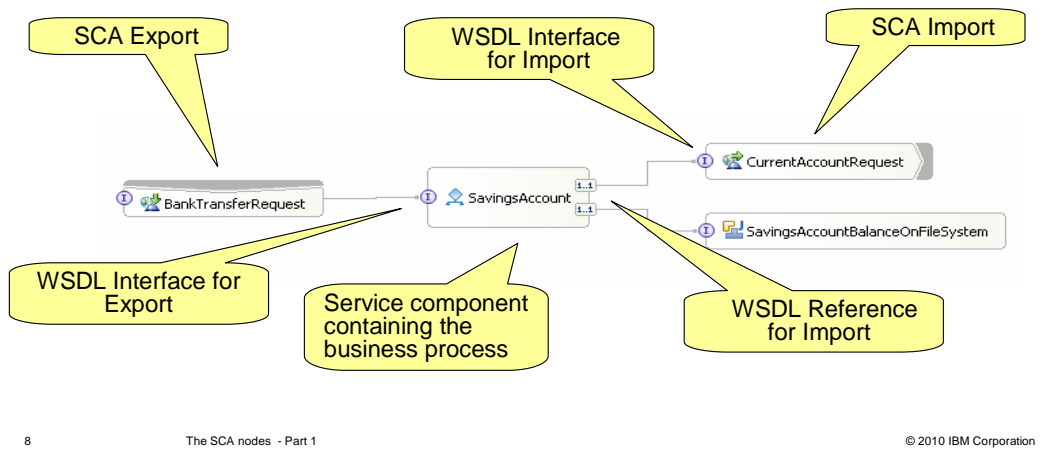 SCA Export
WSDL Interface
for Import
SCA Import
I
CurrentAccountRequest
I
BankTransferRequest
I
SavingsAccount
1..1
1..1
I
SavingsAccountBalanceOnFileSystem
WSDL Interface for
Export
Service component
containing the
business process
WSDL Reference
for Import
8
The SCA nodes - Part 1
© 2010 IBM Corporation